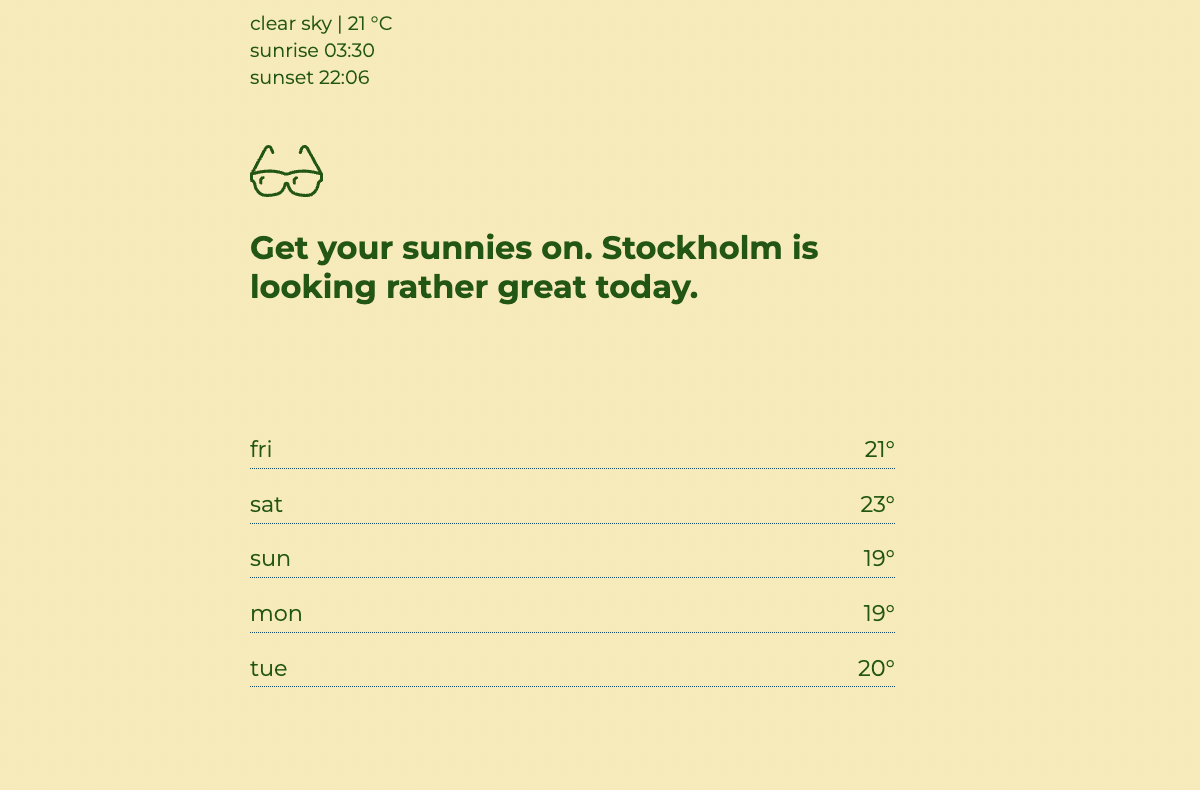 clear sky | 21 °C
sunrise 03:30
sunset 22:06
Get your sunnies on. Stockholm is
looking rather great today.
fri 21°
sat 23°
sun 19°
mon 19°
tue 20°